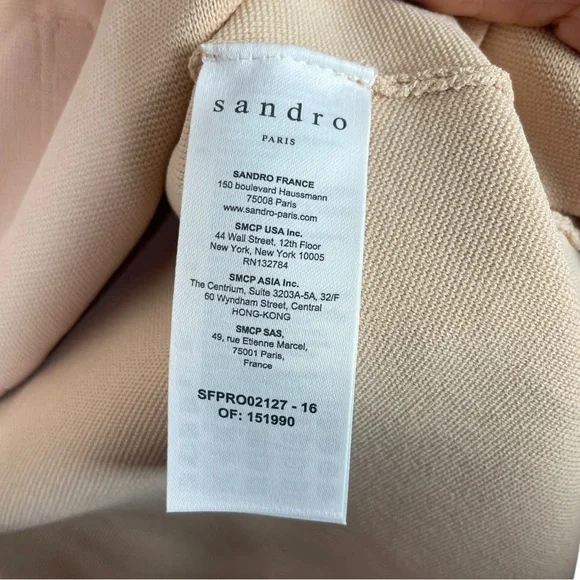 sandro
PARIS
SANDRO FRANCE
150 boulevard Haussmann
75008 Paris
www.sandro-paris.com
SMCP USA Inc.
44 Wall Street, 12th Floor
New York, New York 10005
RN132784
SMCP ASIA Inc.
The Centrium, Suite 3203A-5A, 32/F
60 Wyndham Street, Central
HONG-KONG
SMCP SAS,
49, rue Etienne Marcel,
75001 Paris,
France
SFPRO02127 - 16
OF: 151990